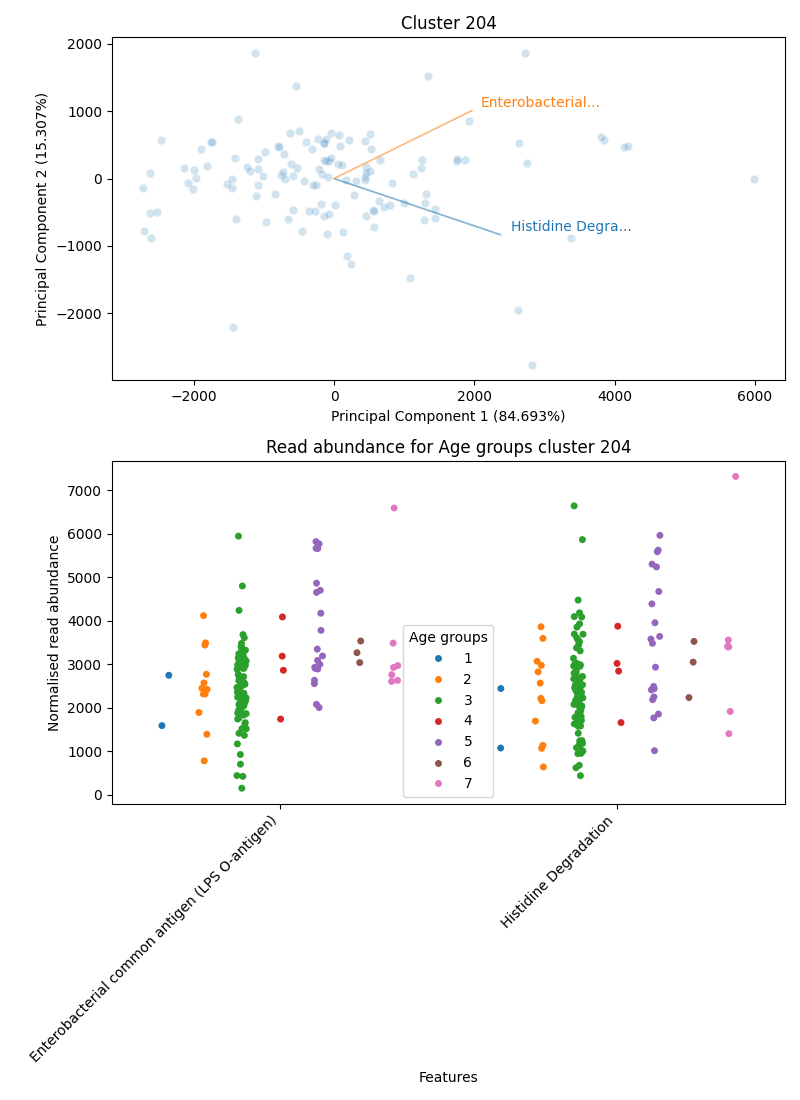 Cluster 204
2000
1000
0
−1000
−2000
Principal Component 2 (15.307%)
Enterobacterial...
Histidine Degra...
−2000
0
2000
4000
6000
Principal Component 1 (84.693%)
Read abundance for Age groups cluster 204
7000
6000
5000
4000
3000
2000
1000
0
Normalised read abundance
Age groups
1
2
3
4
5
6
7
Enterobacterial common antigen (LPS O-antigen)
Histidine Degradation
Features